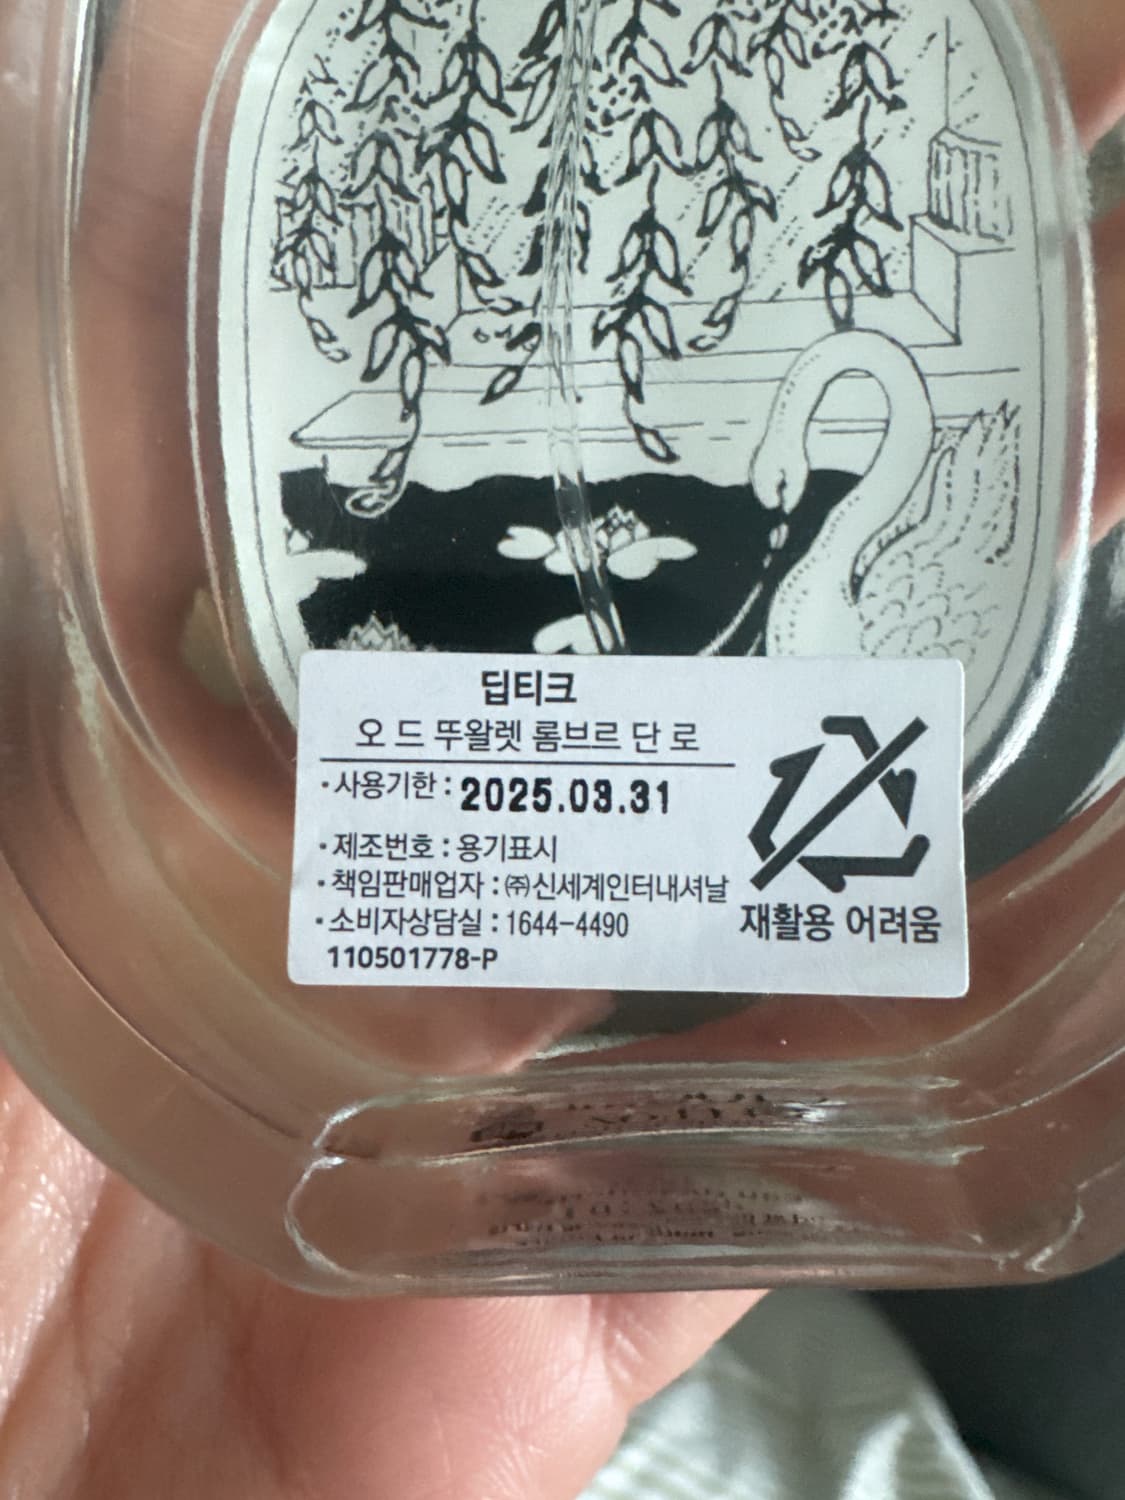 딥티크
오 드 뚜왈렛 롬브르 단 로
·사용기한 : 2025.03.31
·제조번호 : 용기표시
·책임판매업자 : ㈜신세계인터내셔날
·소비자상담실 : 1644-4490
110501778-P
재활용 어려움